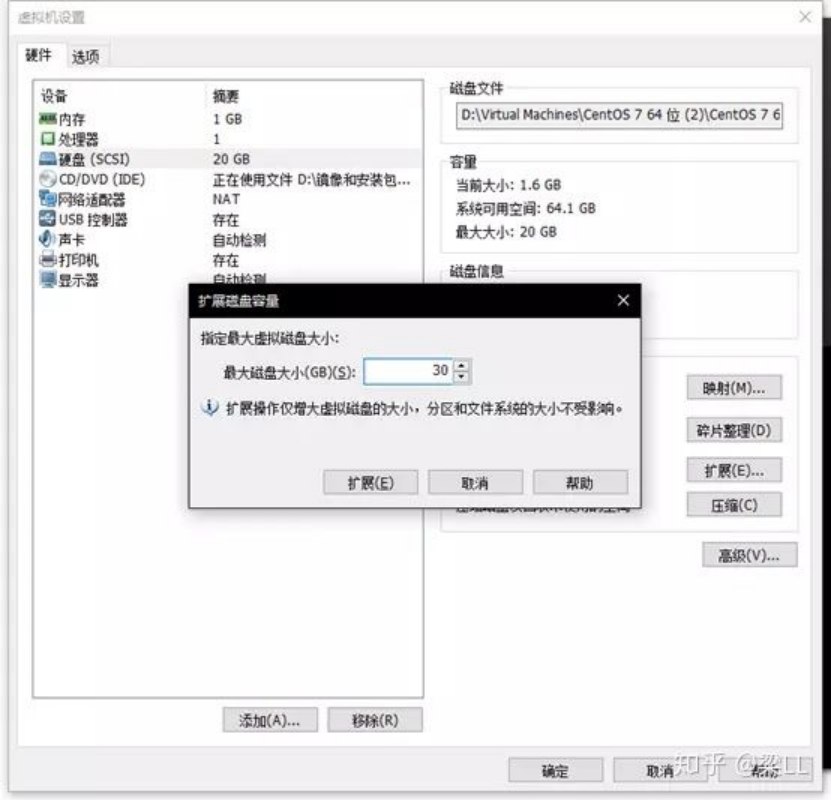 虚拟机设置
硬件 选项
设备 摘要
内存 1 GB
处理器 1
硬盘 (SCSI) 20 GB
CD/DVD (IDE) 正在使用文件 D:\镜像和安装包...
网络适配器 NAT
USB 控制器 存在
声卡 自动检测
打印机 存在
显示器 自动检测
磁盘文件
D:\Virtual Machines\CentOS 7 64 位 (2)\CentOS 7 6
容量
当前大小: 1.6 GB
系统可用空间: 64.1 GB
最大大小: 20 GB
磁盘信息
扩展磁盘容量
指定最大虚拟磁盘大小:
最大磁盘大小(GB)(S): 30
扩展操作仅增大虚拟磁盘的大小，分区和文件系统的大小不受影响。
扩展(E) 取消 帮助
映射(M)...
碎片整理(D)
扩展(E)...
压缩(C)
高级(V)...
添加(A)... 移除(R)
确定 取消 帮助
知乎